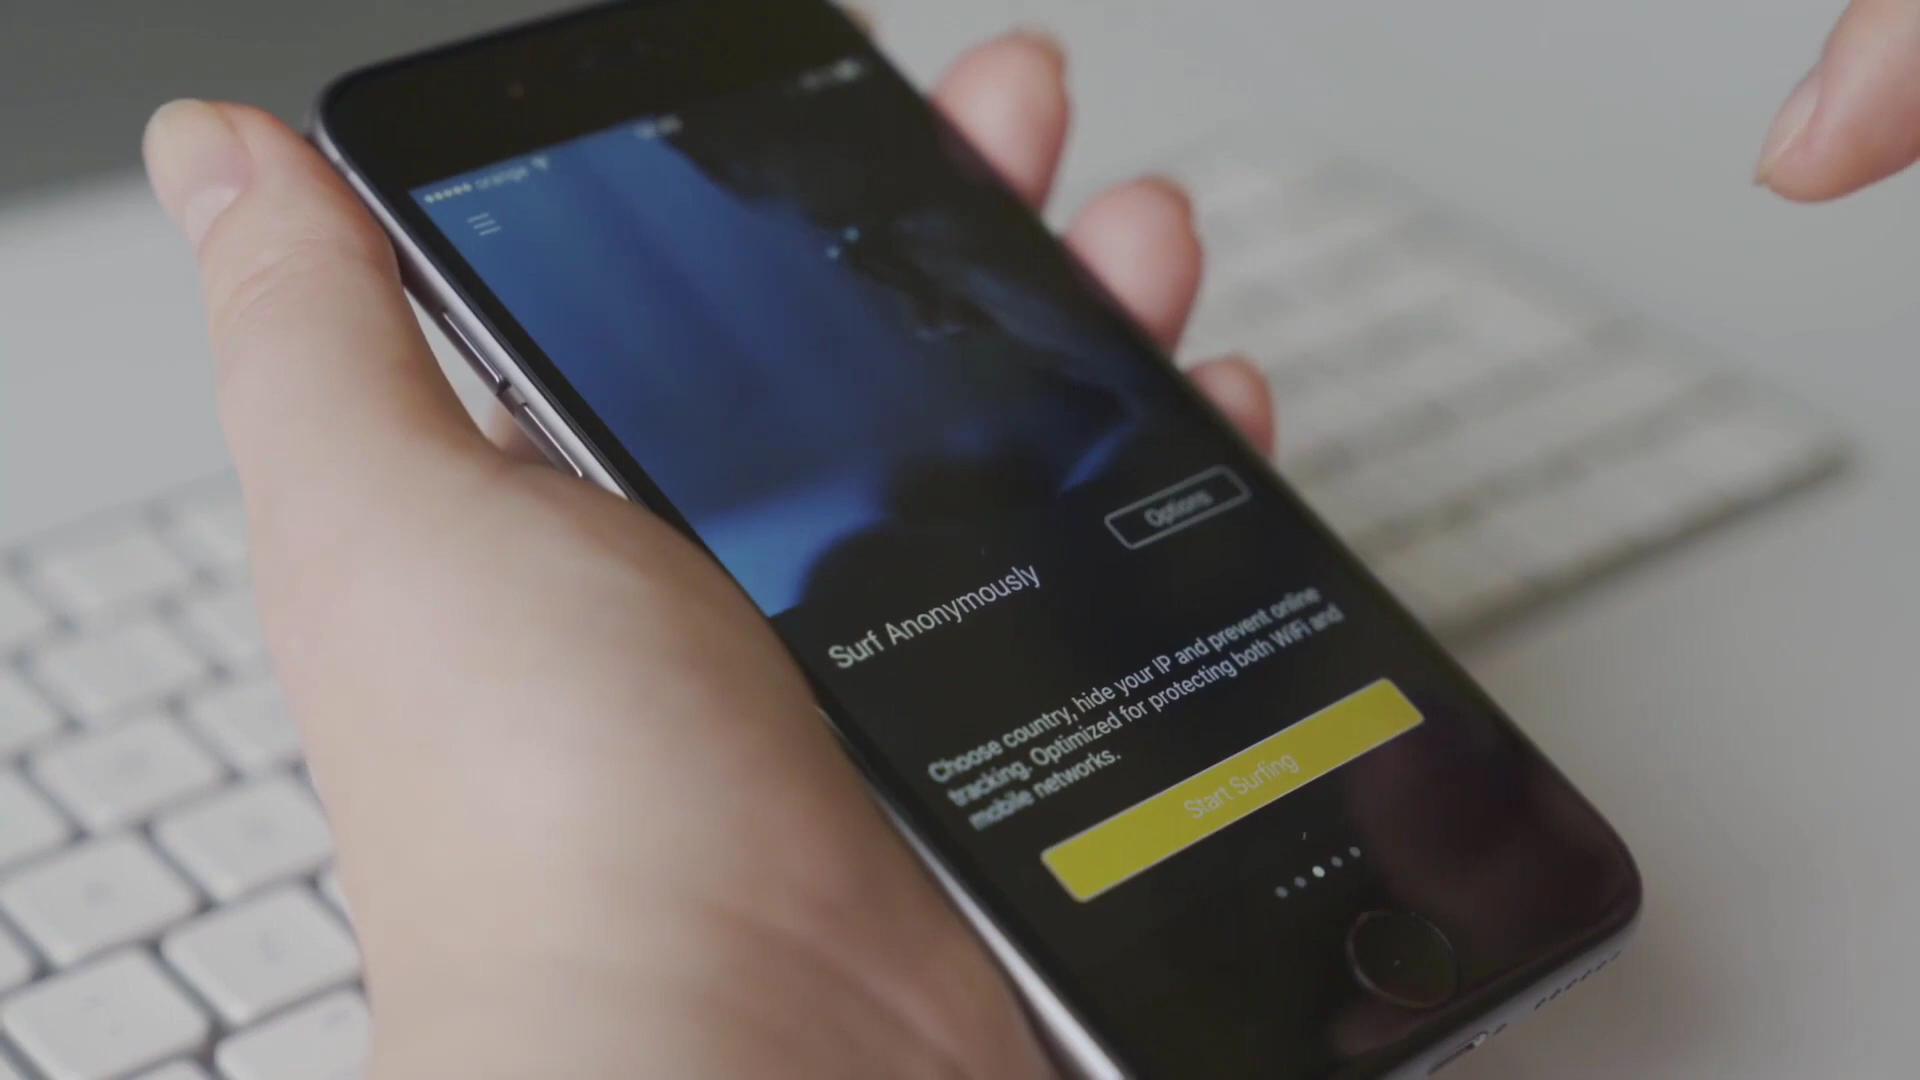 orange
Options
Surf Anonymously
Choose country, hide your IP and prevent online
tracking. Optimized for protecting both WiFi and
mobile networks.
Start Surfing